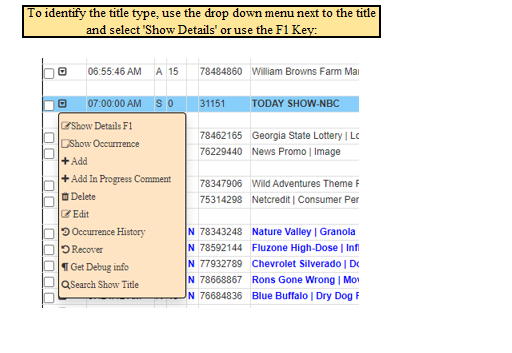 To identify the title type, use the drop down menu next to the title
and select 'Show Details' or use the F1 Key:
06:55:46 AM A 15 78484860 William Browns Farm Mar
07:00:00 AM S 0 31151 TODAY SHOW-NBC
Show Details F1
78462165 Georgia State Lottery | Lo
Show Occurrrence
76229440 News Promo | Image
Add
Add In Progress Comment
78347906 Wild Adventures Theme P
Delete
75314298 Netcredit | Consumer Per
Edit
Occurrence History
N 78343248 Nature Valley | Granola
Recover
N 78592144 Fluzone High-Dose | Infl
Get Debug info
N 77932789 Chevrolet Silverado | Do
N 78668867 Rons Gone Wrong | Mov
Search Show Title
N 76684836 Blue Buffalo | Dry Dog F